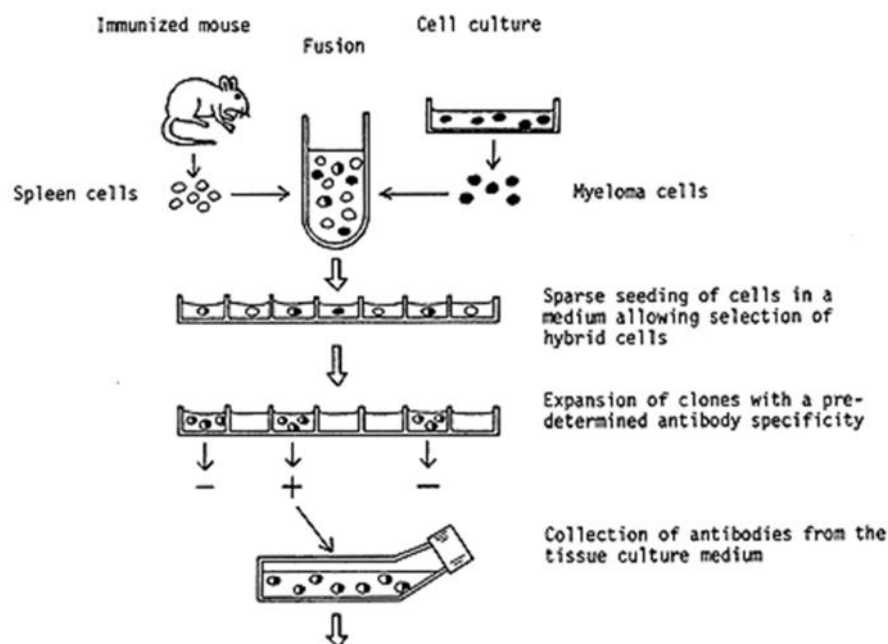 Immunized mouse
Fusion
Cell culture
Spleen cells
Myeloma cells
Sparse seeding of cells in a
medium allowing selection of
hybrid cells
Expansion of clones with a pre-
determined antibody specificity
−
+
−
Collection of antibodies from the
tissue culture medium